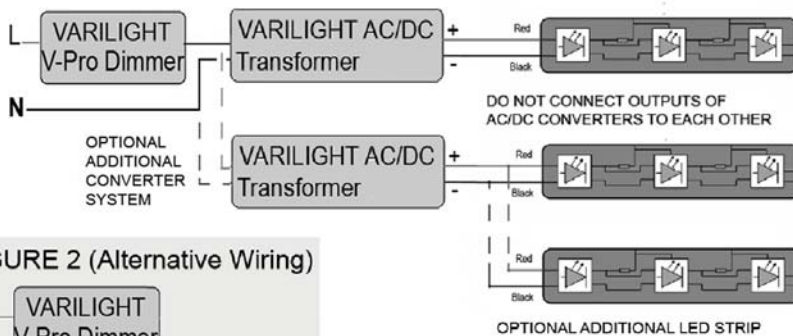 L
VARILIGHT
V-Pro Dimmer
VARILIGHT AC/DC
Transformer
+
-
Red
Black
N
DO NOT CONNECT OUTPUTS OF
AC/DC CONVERTERS TO EACH OTHER
OPTIONAL
ADDITIONAL
CONVERTER
SYSTEM
VARILIGHT AC/DC
Transformer
+
-
Red
Black
Red
Black
OPTIONAL ADDITIONAL LED STRIP
GURE 2 (Alternative Wiring)
VARILIGHT
V-Pro Dimmer